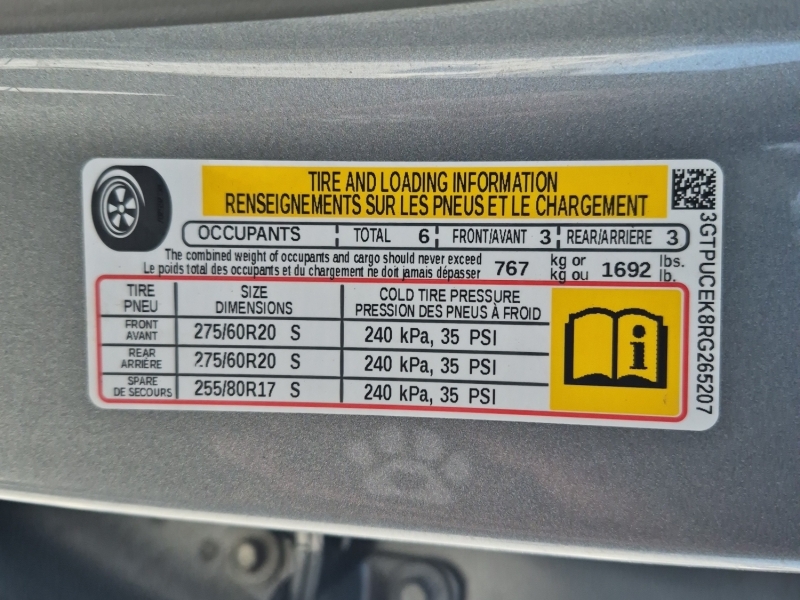 TIRE AND LOADING INFORMATION
RENSEIGNEMENTS SUR LES PNEUS ET LE CHARGEMENT
OCCUPANTS TOTAL 6 FRONT/AVANT 3 REAR/ARRIÈRE 3
The combined weight of occupants and cargo should never exceed 767 kg or 1692 lbs.
Le poids total des occupants et du chargement ne doit jamais dépasser kg ou lb.
TIRE SIZE COLD TIRE PRESSURE
PNEU DIMENSIONS PRESSION DES PNEUS À FROID
FRONT
AVANT 275/60R20 S 240 kPa, 35 PSI
REAR
ARRIÈRE 275/60R20 S 240 kPa, 35 PSI
SPARE
DE SECOURS 255/80R17 S 240 kPa, 35 PSI
i
3GTPUCEK8RG265207